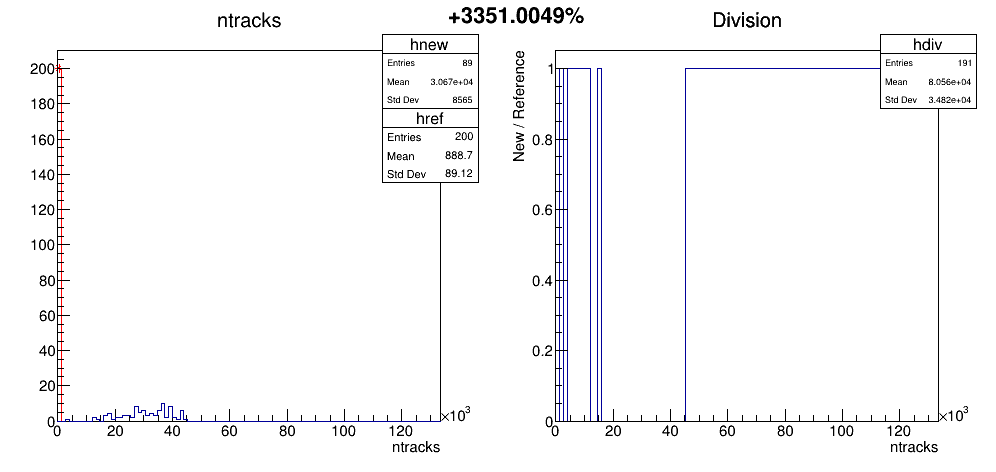 +3351.0049%
ntracks
hnew
Entries 89
Mean 3.067e+04
Std Dev 8565
href
Entries 200
Mean 888.7
Std Dev 89.12
200
180
160
140
120
100
80
60
40
20
0
0 20 40 60 80 100 120 ×10³
ntracks
Division
hdiv
Entries 191
Mean 8.056e+04
Std Dev 3.482e+04
New / Reference
1
0.8
0.6
0.4
0.2
0
0 20 40 60 80 100 120 ×10³
ntracks